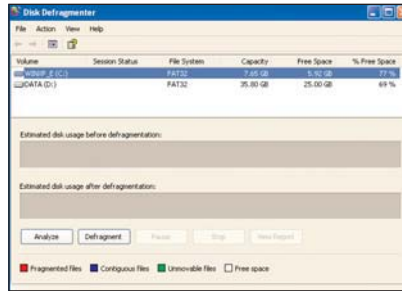 Disk Defragmenter
File Action View Help
Volume Session Status File System Capacity Free Space % Free Space
(C:) FAT32 7.65 GB 5.92 GB 77 %
DATA (D:) FAT32 35.80 GB 25.00 GB 69 %
Estimated disk usage before defragmentation:
Estimated disk usage after defragmentation:
Analyze Defragment Pause Stop View Report
Fragmented files Contiguous files Unmovable files Free space